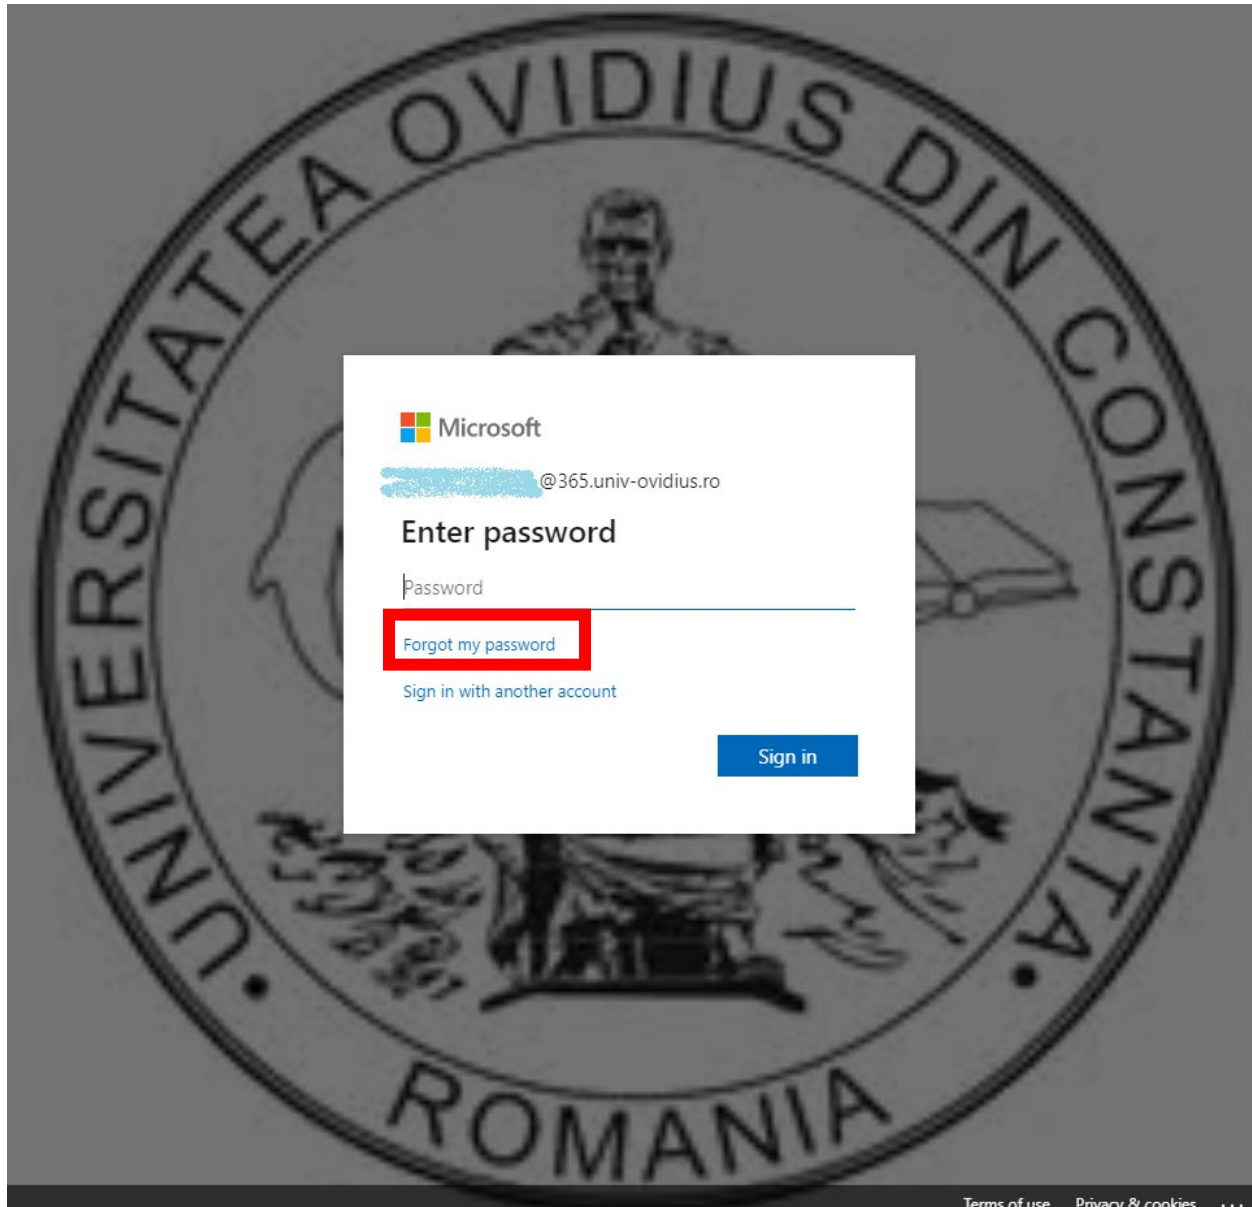 UNIVERSITATEA OVIDIUS DIN CONSTANTA
ROMANIA
Microsoft
@365.univ-ovidius.ro
Enter password
Password
Forgot my password
Sign in with another account
Sign in
Terms of use Privacy & cookies ...